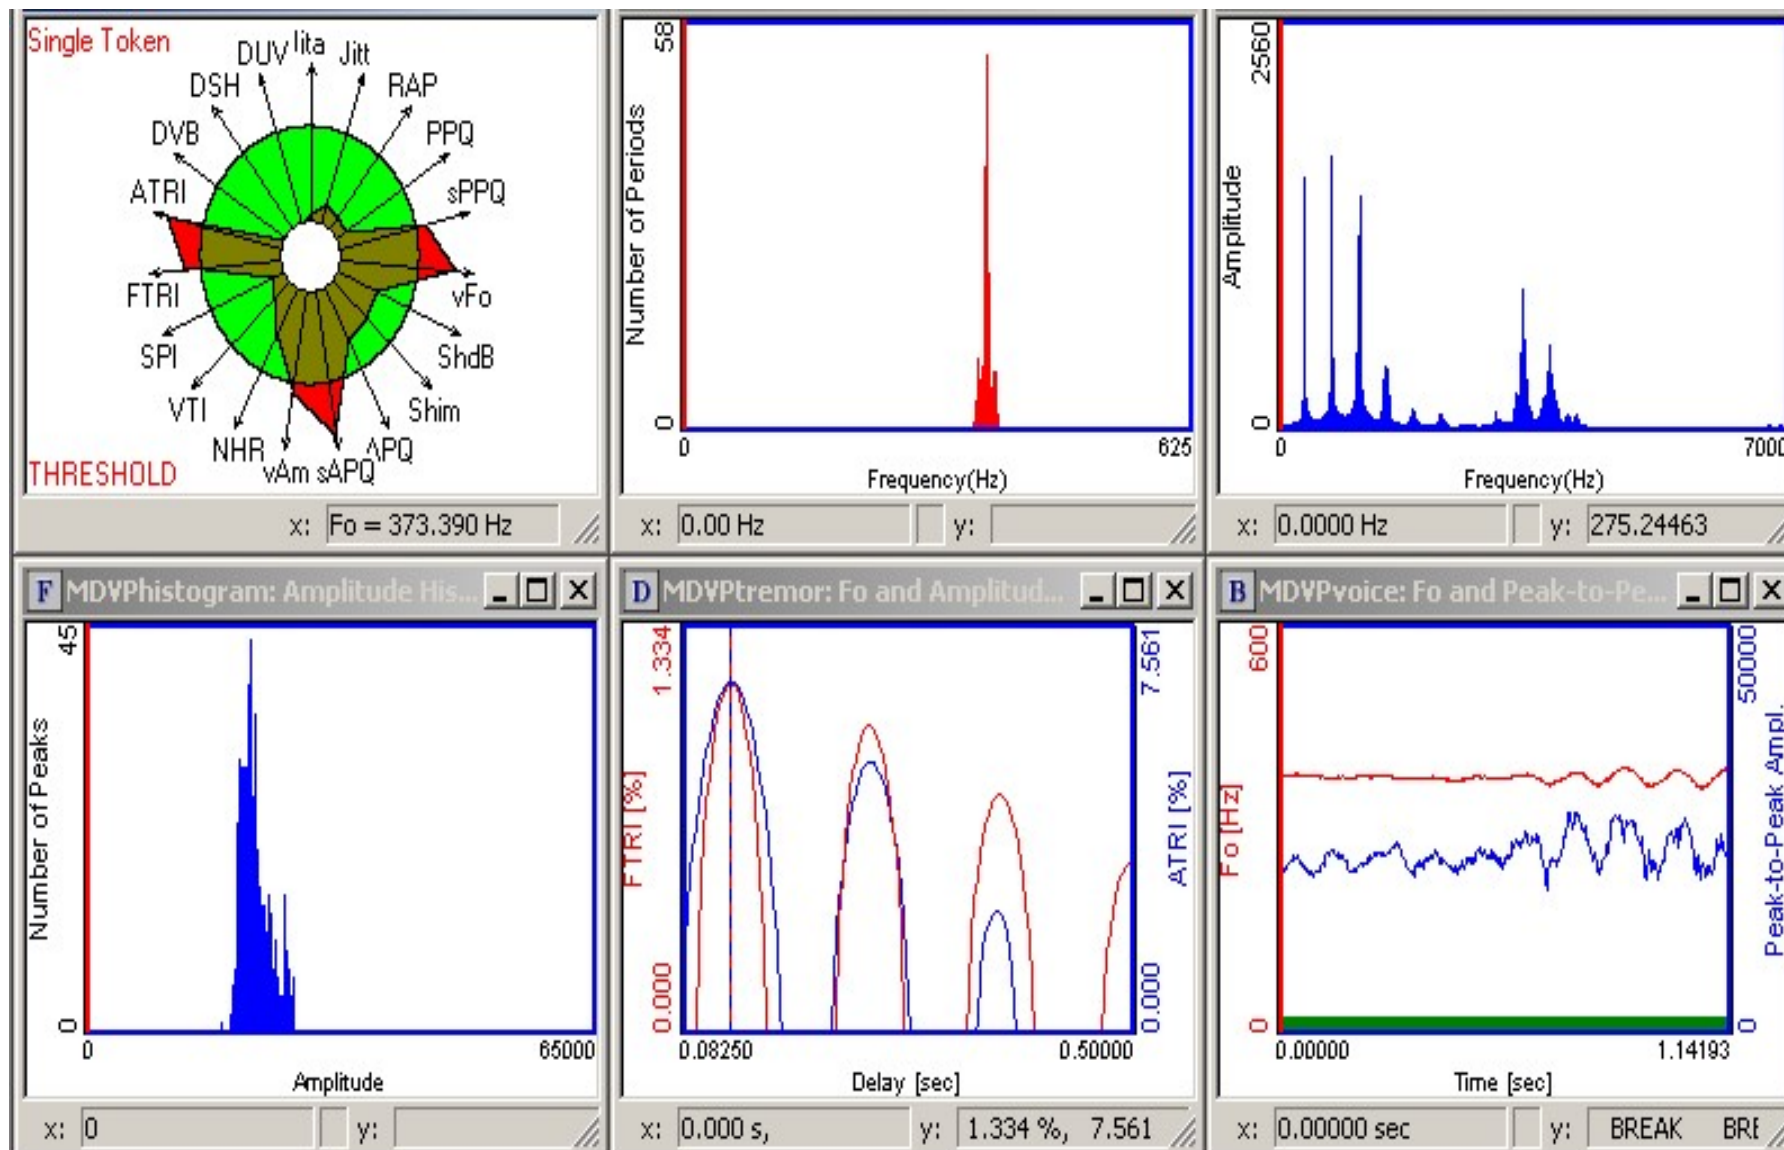 Single Token
DUV
Iita
Jitt
DSH
RAP
DVB
PPQ
ATRI
sPPQ
FTRI
vFo
SPI
ShdB
VTI
Shim
NHR
vAm
sAPQ
APQ
THRESHOLD
x: Fo = 373.390 Hz
58
Number of Periods
0
0
625
Frequency(Hz)
x: 0.00 Hz
y:
2560
Amplitude
0
0
7000
Frequency(Hz)
x: 0.0000 Hz
y: 275.24463
F MDVPhistogram: Amplitude His...
45
Number of Peaks
0
0
65000
Amplitude
x: 0
y:
D MDVPtremor: Fo and Amplitud...
1.334
FTRI [%]
0.000
7.561
ATRI [%]
0.000
0.08250
0.50000
Delay [sec]
x: 0.000 s,
y: 1.334 %, 7.561
B MDVPvoice: Fo and Peak-to-Pe...
600
Fo [Hz]
0
50000
Peak-to-Peak Ampl.
0
0.00000
1.14193
Time [sec]
x: 0.00000 sec
y: BREAK BRE